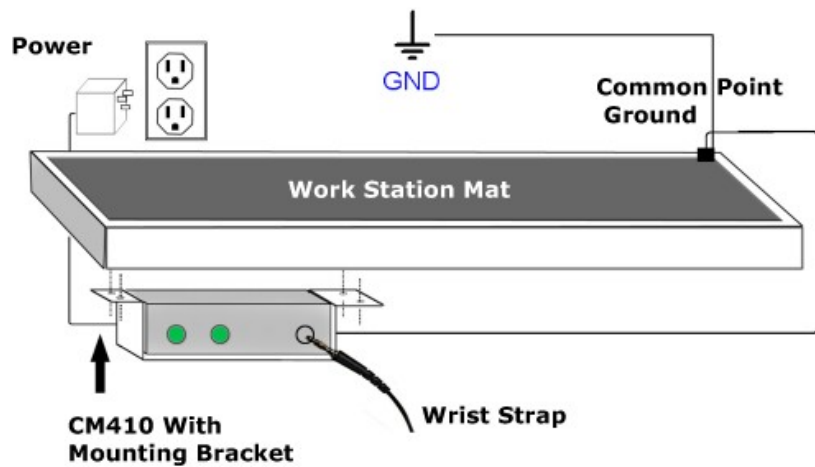 Power
GND
Common Point
Ground
Work Station Mat
Wrist Strap
CM410 With
Mounting Bracket